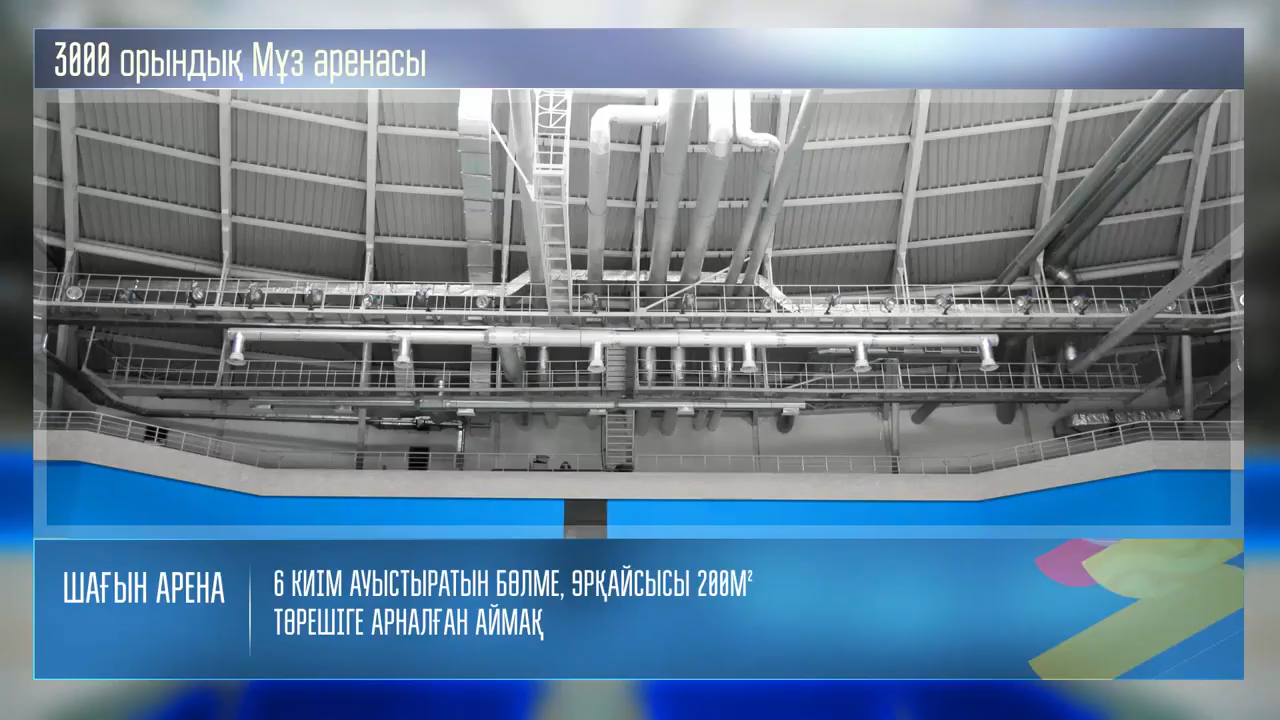 3000 орындық Мұз аренасы
ШАҒЫН АРЕНА
6 КИІМ АУЫСТЫРАТЫН БӨЛМЕ, ӘРҚАЙСЫСЫ 200М²
ТӨРЕШІГЕ АРНАЛҒАН АЙМАҚ